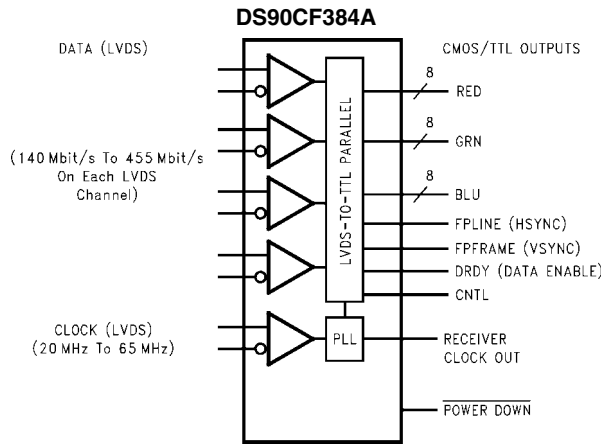 DS90CF384A
DATA (LVDS)
CMOS/TTL OUTPUTS
8
RED
8
GRN
(140 Mbit/s To 455 Mbit/s
On Each LVDS
Channel)
LVDS-TO-TTL PARALLEL
8
BLU
FPLINE (HSYNC)
FPFRAME (VSYNC)
DRDY (DATA ENABLE)
CNTL
CLOCK (LVDS)
(20 MHz To 65 MHz)
PLL
RECEIVER
CLOCK OUT
POWER DOWN